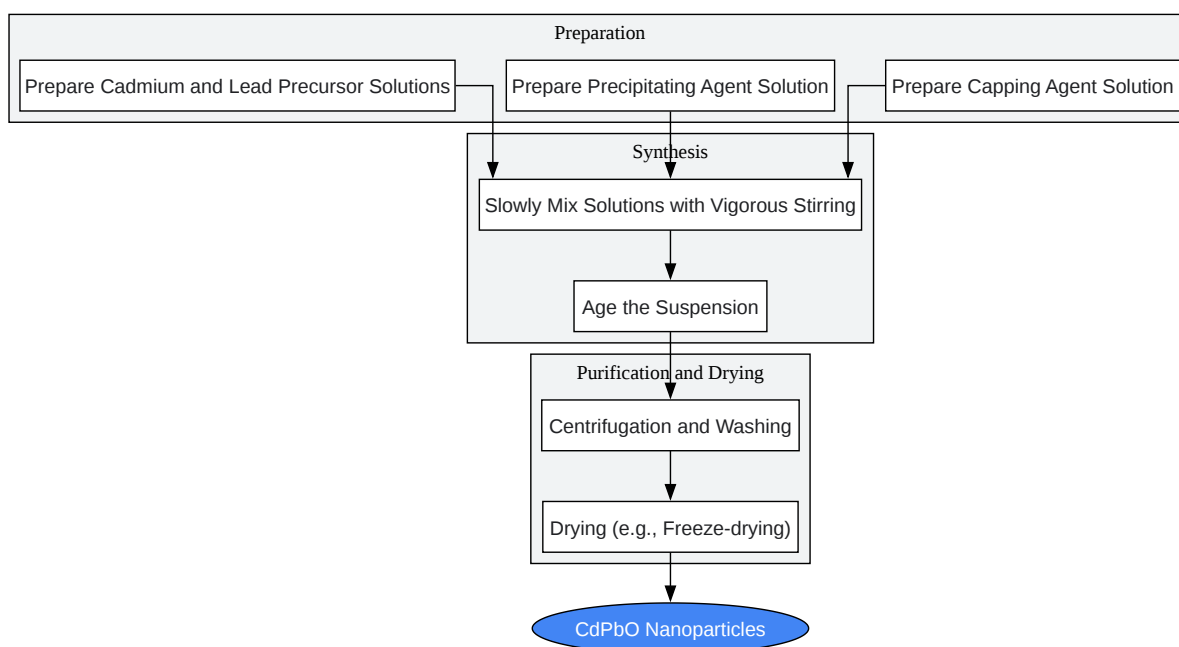 Preparation
Prepare Cadmium and Lead Precursor Solutions
Prepare Precipitating Agent Solution
Prepare Capping Agent Solution
Synthesis
Slowly Mix Solutions with Vigorous Stirring
Age the Suspension
Purification and Drying
Centrifugation and Washing
Drying (e.g., Freeze-drying)
CdPbO Nanoparticles